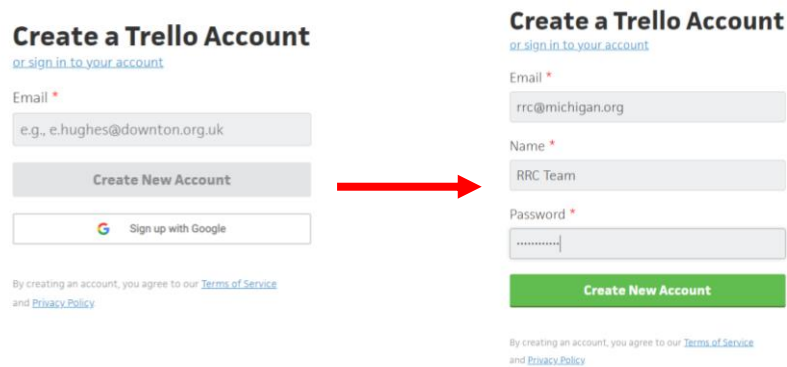 Create a Trello Account
or sign in to your account
Email *
e.g., e.hughes@downton.org.uk
Create New Account
Sign up with Google
By creating an account, you agree to our Terms of Service
and Privacy Policy
Create a Trello Account
or sign in to your account
Email *
rrc@michigan.org
Name *
RRC Team
Password *
••••••••••••
Create New Account
By creating an account, you agree to our Terms of Service
and Privacy Policy